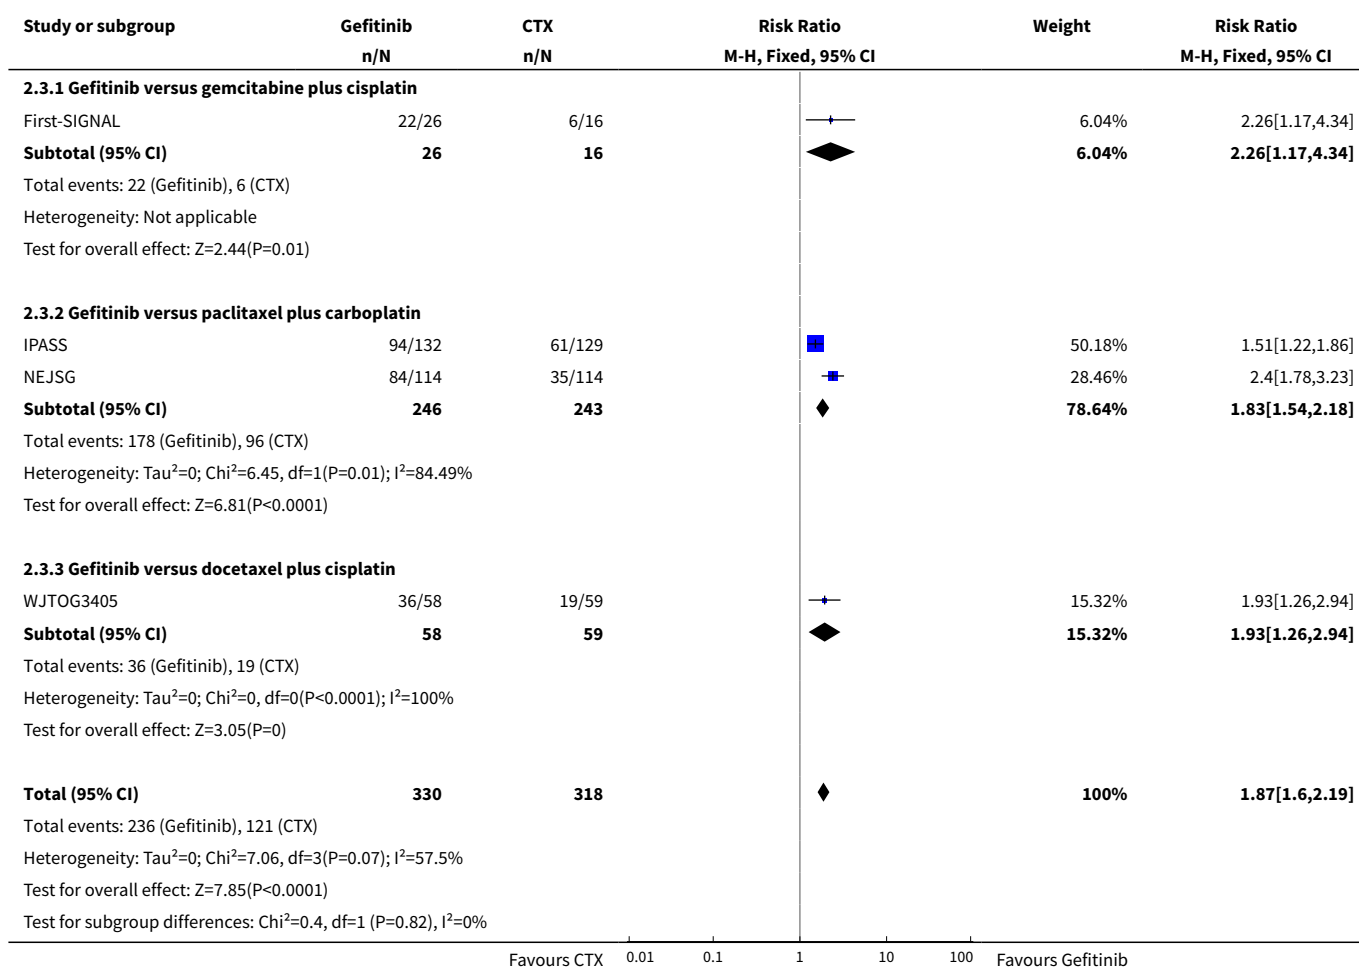 Study or subgroup Gefitinib CTX Risk Ratio Weight Risk Ratio
n/N n/N M-H, Fixed, 95% CI M-H, Fixed, 95% CI
2.3.1 Gefitinib versus gemcitabine plus cisplatin
First-SIGNAL 22/26 6/16 6.04% 2.26[1.17,4.34]
Subtotal (95% CI) 26 16 6.04% 2.26[1.17,4.34]
Total events: 22 (Gefitinib), 6 (CTX)
Heterogeneity: Not applicable
Test for overall effect: Z=2.44(P=0.01)
2.3.2 Gefitinib versus paclitaxel plus carboplatin
IPASS 94/132 61/129 50.18% 1.51[1.22,1.86]
NEJSG 84/114 35/114 28.46% 2.4[1.78,3.23]
Subtotal (95% CI) 246 243 78.64% 1.83[1.54,2.18]
Total events: 178 (Gefitinib), 96 (CTX)
Heterogeneity: Tau²=0; Chi²=6.45, df=1(P=0.01); I²=84.49%
Test for overall effect: Z=6.81(P<0.0001)
2.3.3 Gefitinib versus docetaxel plus cisplatin
WJTOG3405 36/58 19/59 15.32% 1.93[1.26,2.94]
Subtotal (95% CI) 58 59 15.32% 1.93[1.26,2.94]
Total events: 36 (Gefitinib), 19 (CTX)
Heterogeneity: Tau²=0; Chi²=0, df=0(P<0.0001); I²=100%
Test for overall effect: Z=3.05(P=0)
Total (95% CI) 330 318 100% 1.87[1.6,2.19]
Total events: 236 (Gefitinib), 121 (CTX)
Heterogeneity: Tau²=0; Chi²=7.06, df=3(P=0.07); I²=57.5%
Test for overall effect: Z=7.85(P<0.0001)
Test for subgroup differences: Chi²=0.4, df=1 (P=0.82), I²=0%
Favours CTX 0.01 0.1 1 10 100 Favours Gefitinib